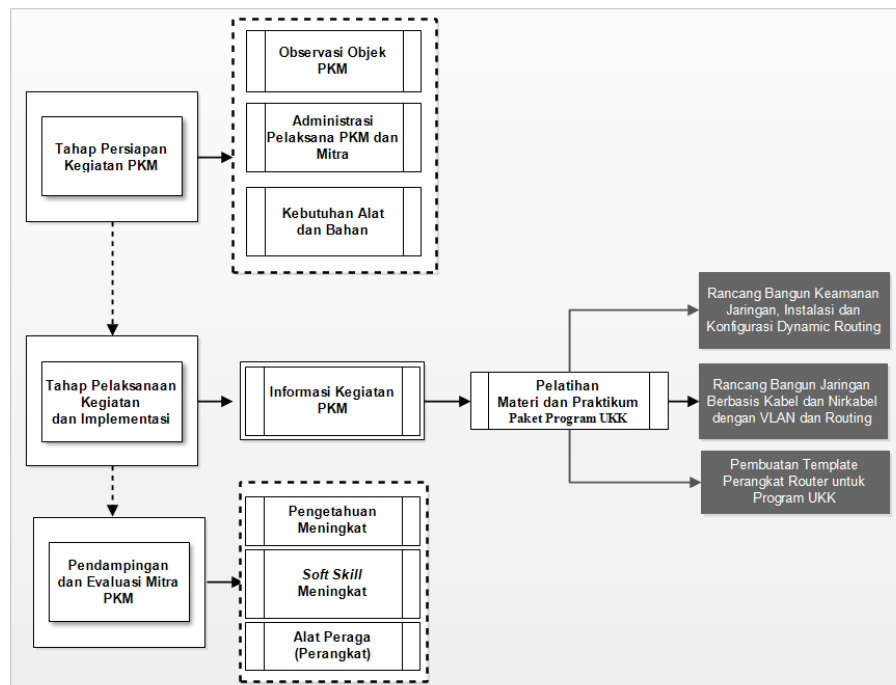 Observasi Objek
PKM
Administrasi
Pelaksana PKM dan
Mitra
Kebutuhan Alat
dan Bahan
Tahap Persiapan
Kegiatan PKM
Tahap Pelaksanaan
Kegiatan
dan Implementasi
Informasi Kegiatan
PKM
Pelatihan
Materi dan Praktikum
Paket Program UKK
Rancang Bangun Keamanan
Jaringan, Instalasi dan
Konfigurasi Dynamic Routing
Rancang Bangun Jaringan
Berbasis Kabel dan Nirkabel
dengan VLAN dan Routing
Pembuatan Template
Perangkat Router untuk
Program UKK
Pendampingan
dan Evaluasi Mitra
PKM
Pengetahuan
Meningkat
Soft Skill
Meningkat
Alat Peraga
(Perangkat)